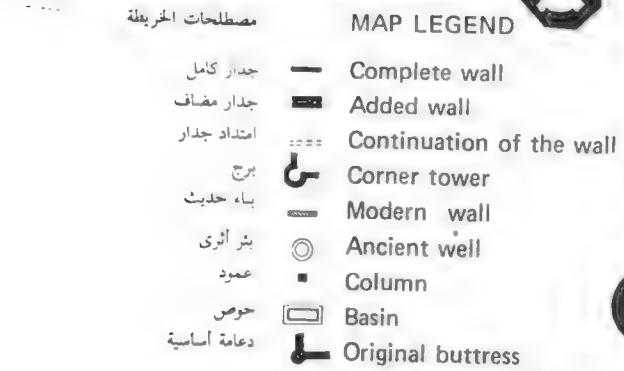 مصطلحات الخريطة MAP LEGEND
جدار كامل Complete wall
جدار مضاف Added wall
امتداد جدار Continuation of the wall
برج Corner tower
بناء حديث Modern wall
بئر أثرى Ancient well
عمود Column
حوض Basin
دعامة أساسية Original buttress